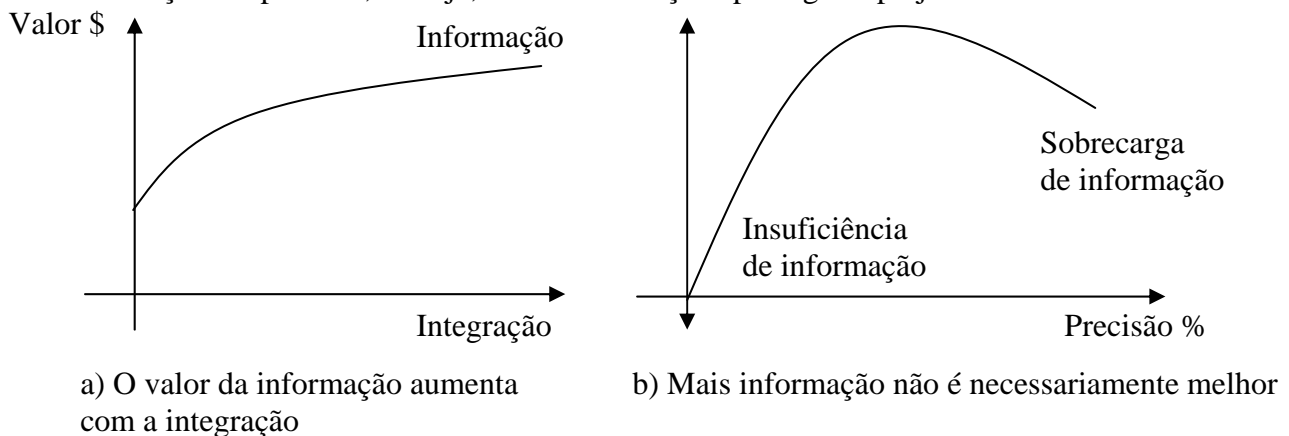 Valor $
Informação
Integração
a) O valor da informação aumenta
com a integração
Sobrecarga
de informação
Insuficiência
de informação
Precisão %
b) Mais informação não é necessariamente melhor